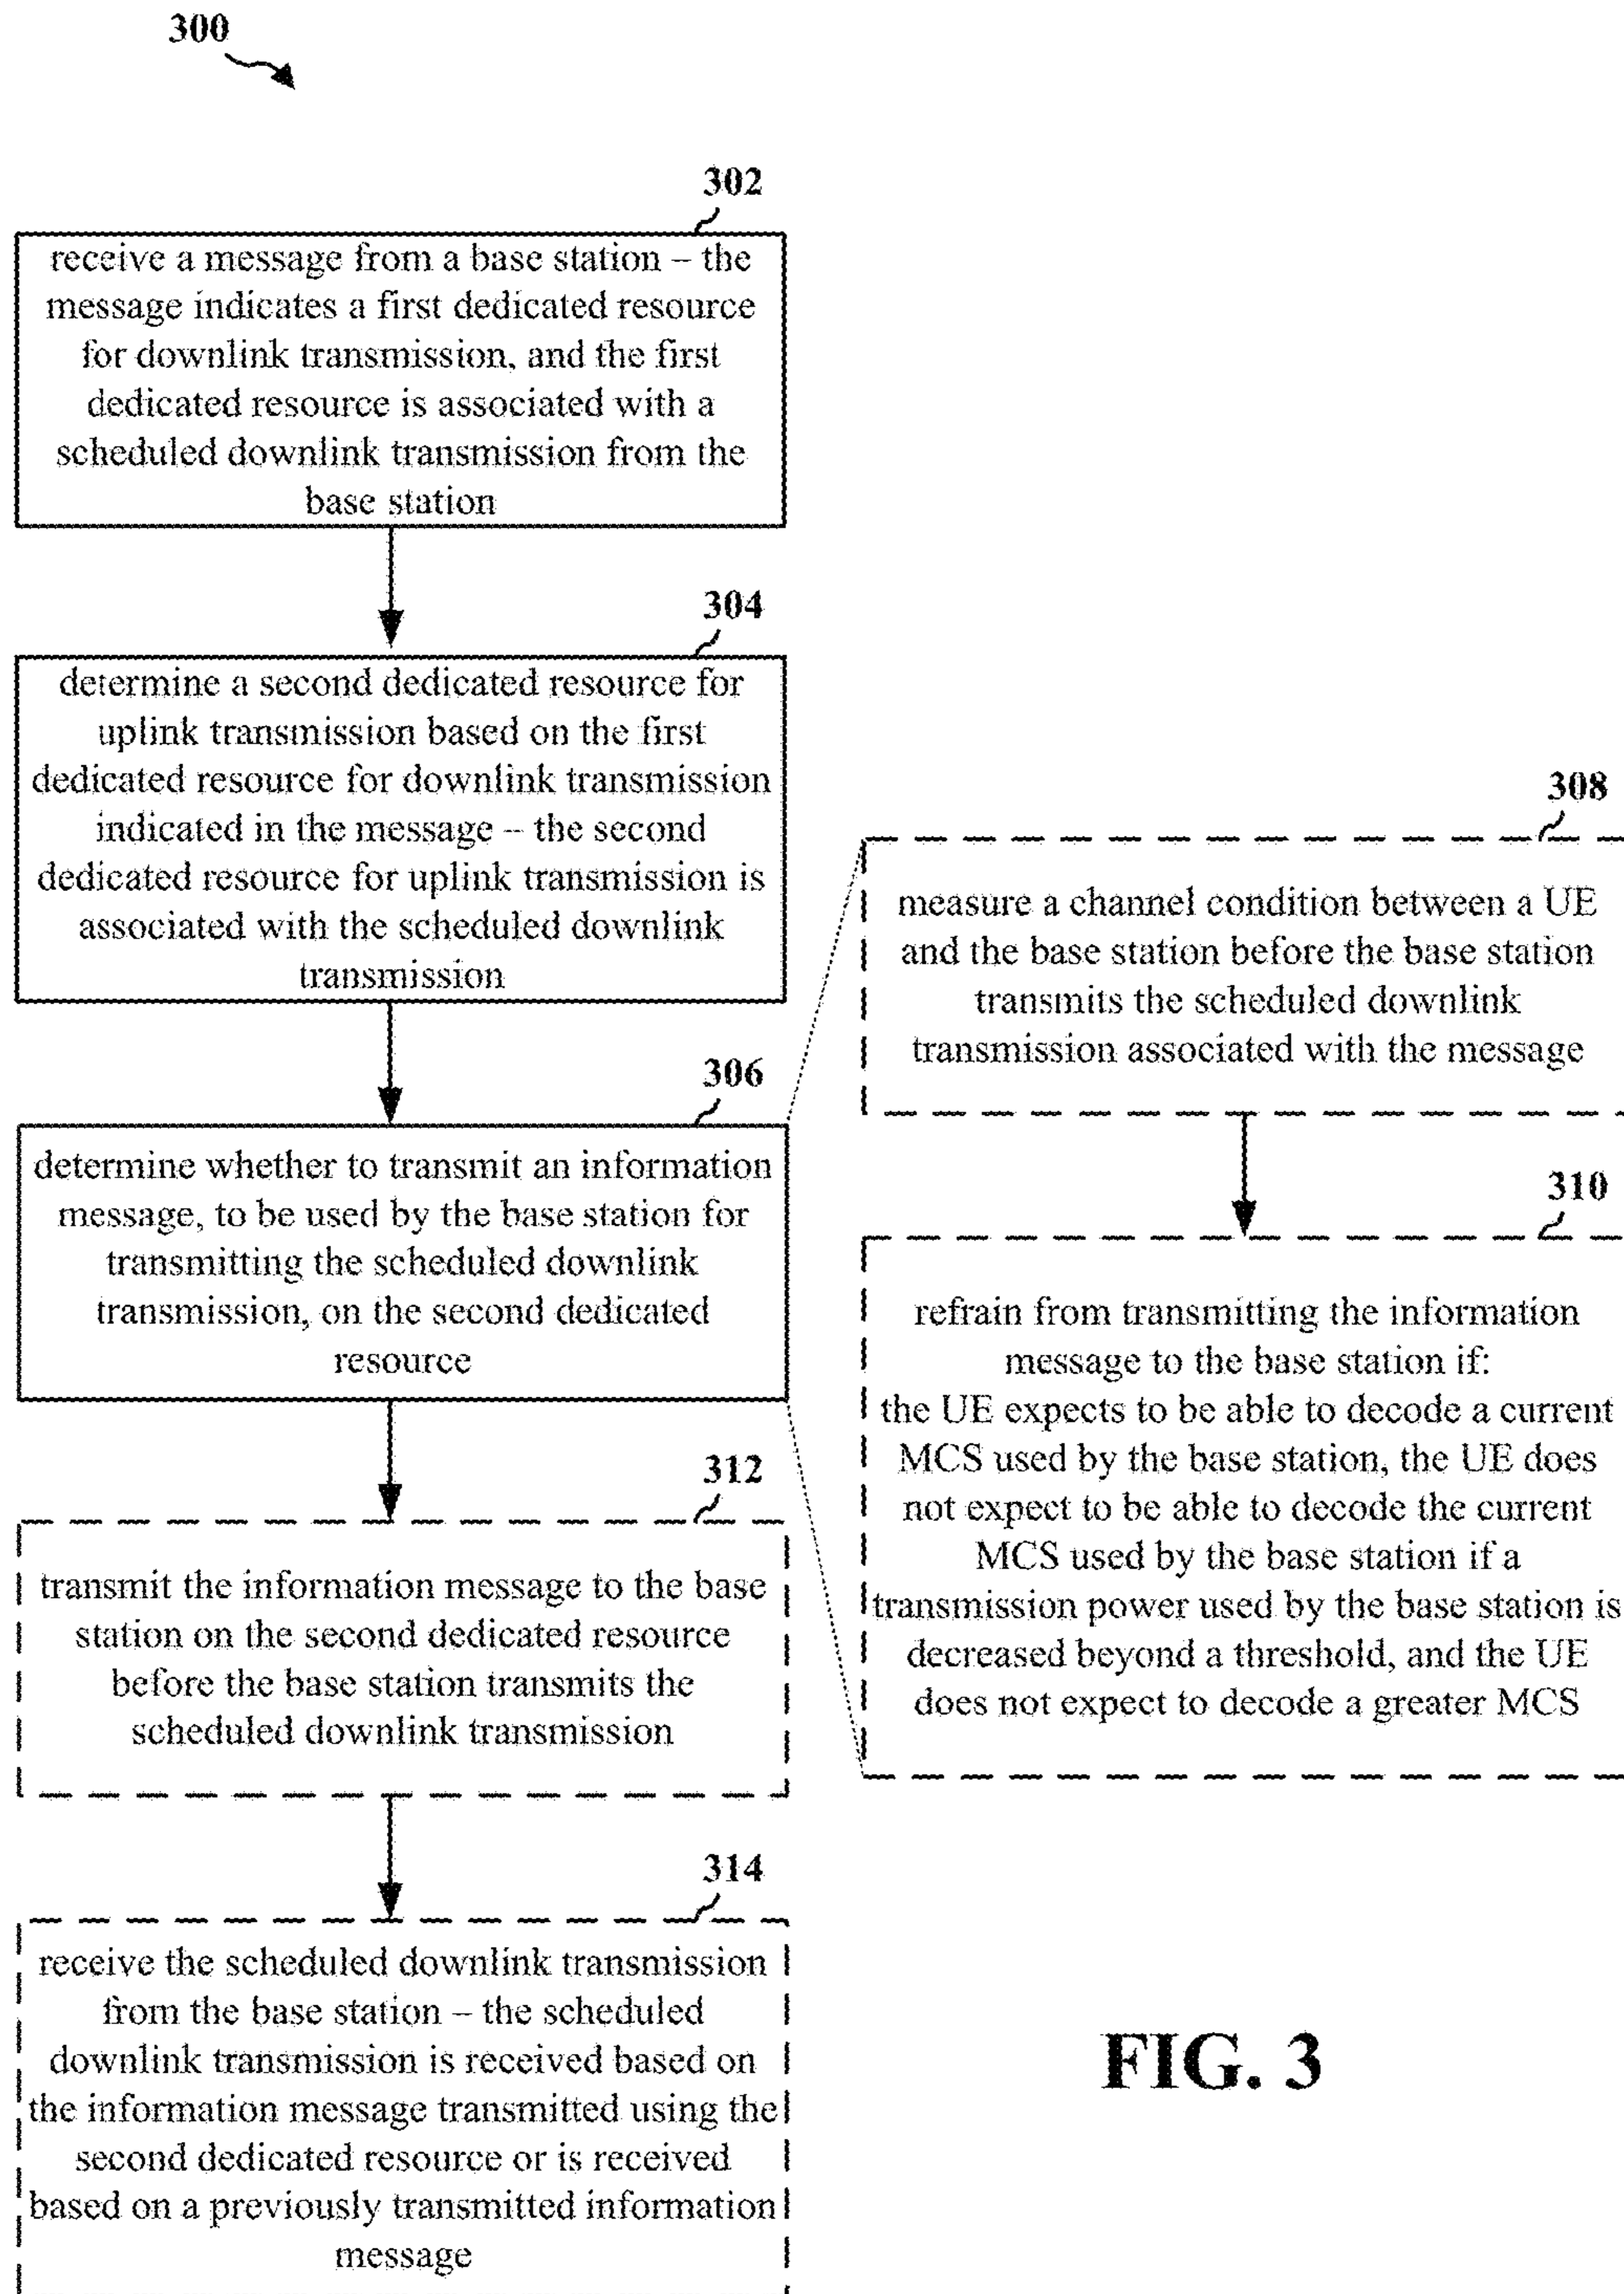 300
302
receive a message from a base station – the
message indicates a first dedicated resource
for downlink transmission, and the first
dedicated resource is associated with a
scheduled downlink transmission from the
base station
304
determine a second dedicated resource for
uplink transmission based on the first
dedicated resource for downlink transmission
indicated in the message – the second
dedicated resource for uplink transmission is
associated with the scheduled downlink
transmission
306
determine whether to transmit an information
message, to be used by the base station for
transmitting the scheduled downlink
transmission, on the second dedicated
resource
308
measure a channel condition between a UE
and the base station before the base station
transmits the scheduled downlink
transmission associated with the message
310
refrain from transmitting the information
message to the base station if:
the UE expects to be able to decode a current
MCS used by the base station, the UE does
not expect to be able to decode the current
MCS used by the base station if a
transmission power used by the base station is
decreased beyond a threshold, and the UE
does not expect to decode a greater MCS
312
transmit the information message to the base
station on the second dedicated resource
before the base station transmits the
scheduled downlink transmission
314
receive the scheduled downlink transmission
from the base station – the scheduled
downlink transmission is received based on
the information message transmitted using the
second dedicated resource or is received
based on a previously transmitted information
message
FIG. 3